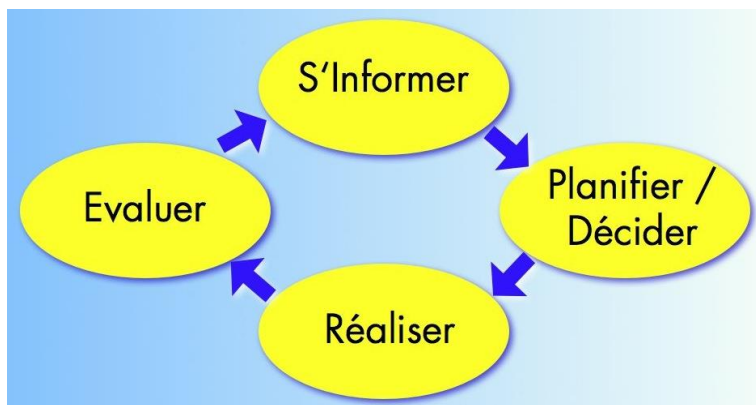 S‘Informer
Planifier /
Décider
Réaliser
Evaluer